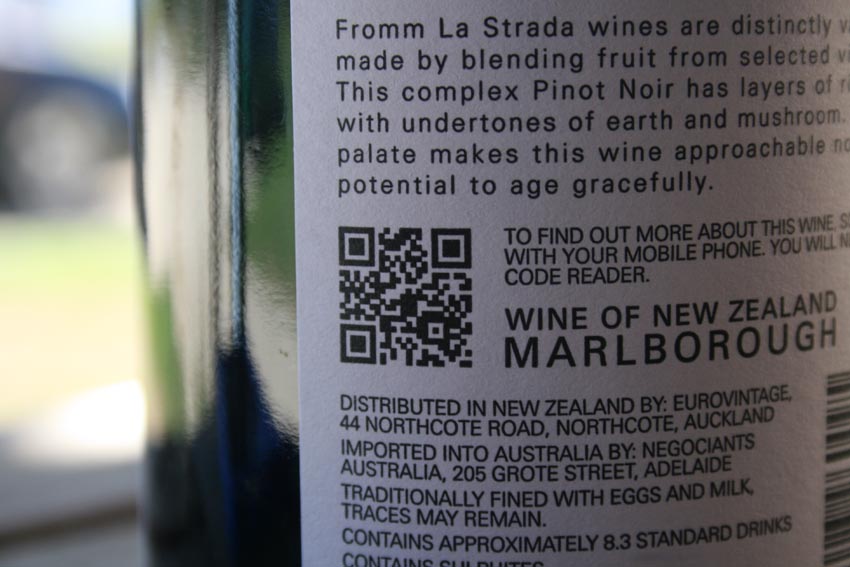 Fromm La Strada wines are distinctly
made by blending fruit from selected
This complex Pinot Noir has layers of
with undertones of earth and mushroom.
palate makes this wine approachable
potential to age gracefully.
TO FIND OUT MORE ABOUT THIS WINE,
WITH YOUR MOBILE PHONE. YOU WILL
CODE READER.
WINE OF NEW ZEALAND
MARLBOROUGH
DISTRIBUTED IN NEW ZEALAND BY: EUROVINTAGE,
44 NORTHCOTE ROAD, NORTHCOTE, AUCKLAND
IMPORTED INTO AUSTRALIA BY: NEGOCIANTS
AUSTRALIA, 205 GROTE STREET, ADELAIDE
TRADITIONALLY FINED WITH EGGS AND MILK,
TRACES MAY REMAIN.
CONTAINS APPROXIMATELY 8.3 STANDARD DRINKS
CONTAINS SULPHITES